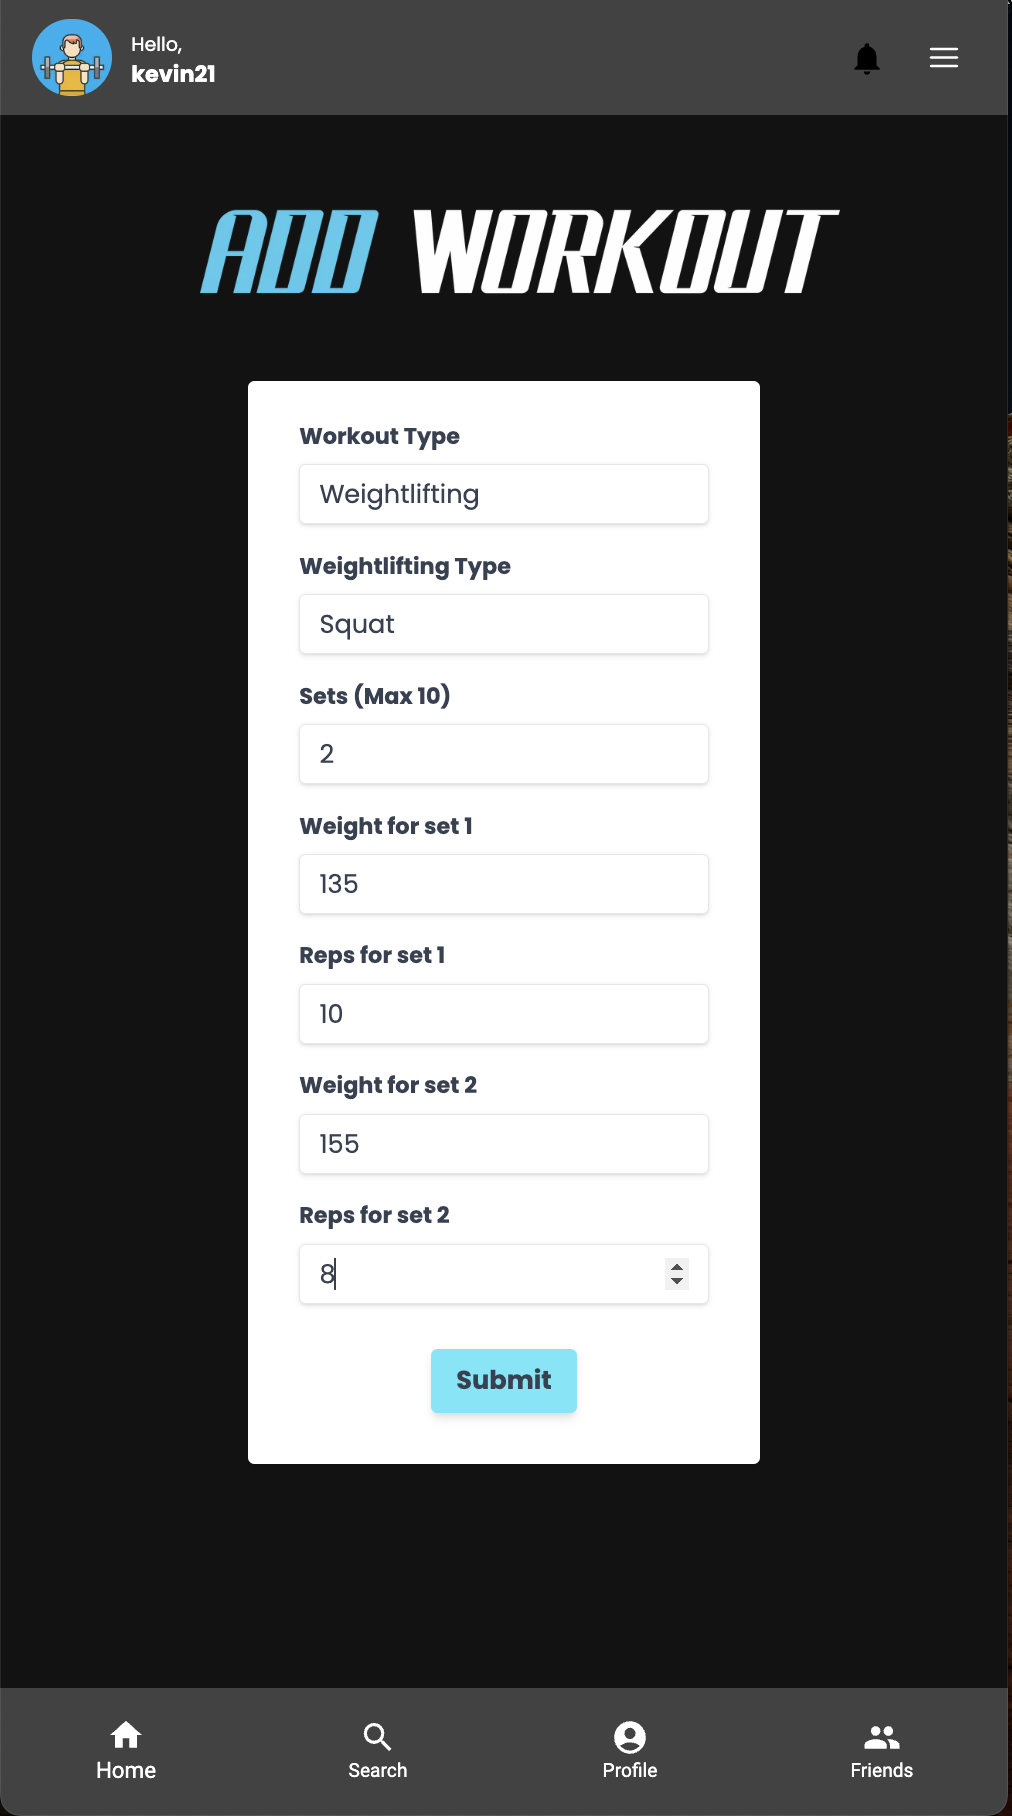 Hello,
kevin21
ADD WORKOUT
Workout Type
Weightlifting
Weightlifting Type
Squat
Sets (Max 10)
2
Weight for set 1
135
Reps for set 1
10
Weight for set 2
155
Reps for set 2
8
Submit
Home
Search
Profile
Friends